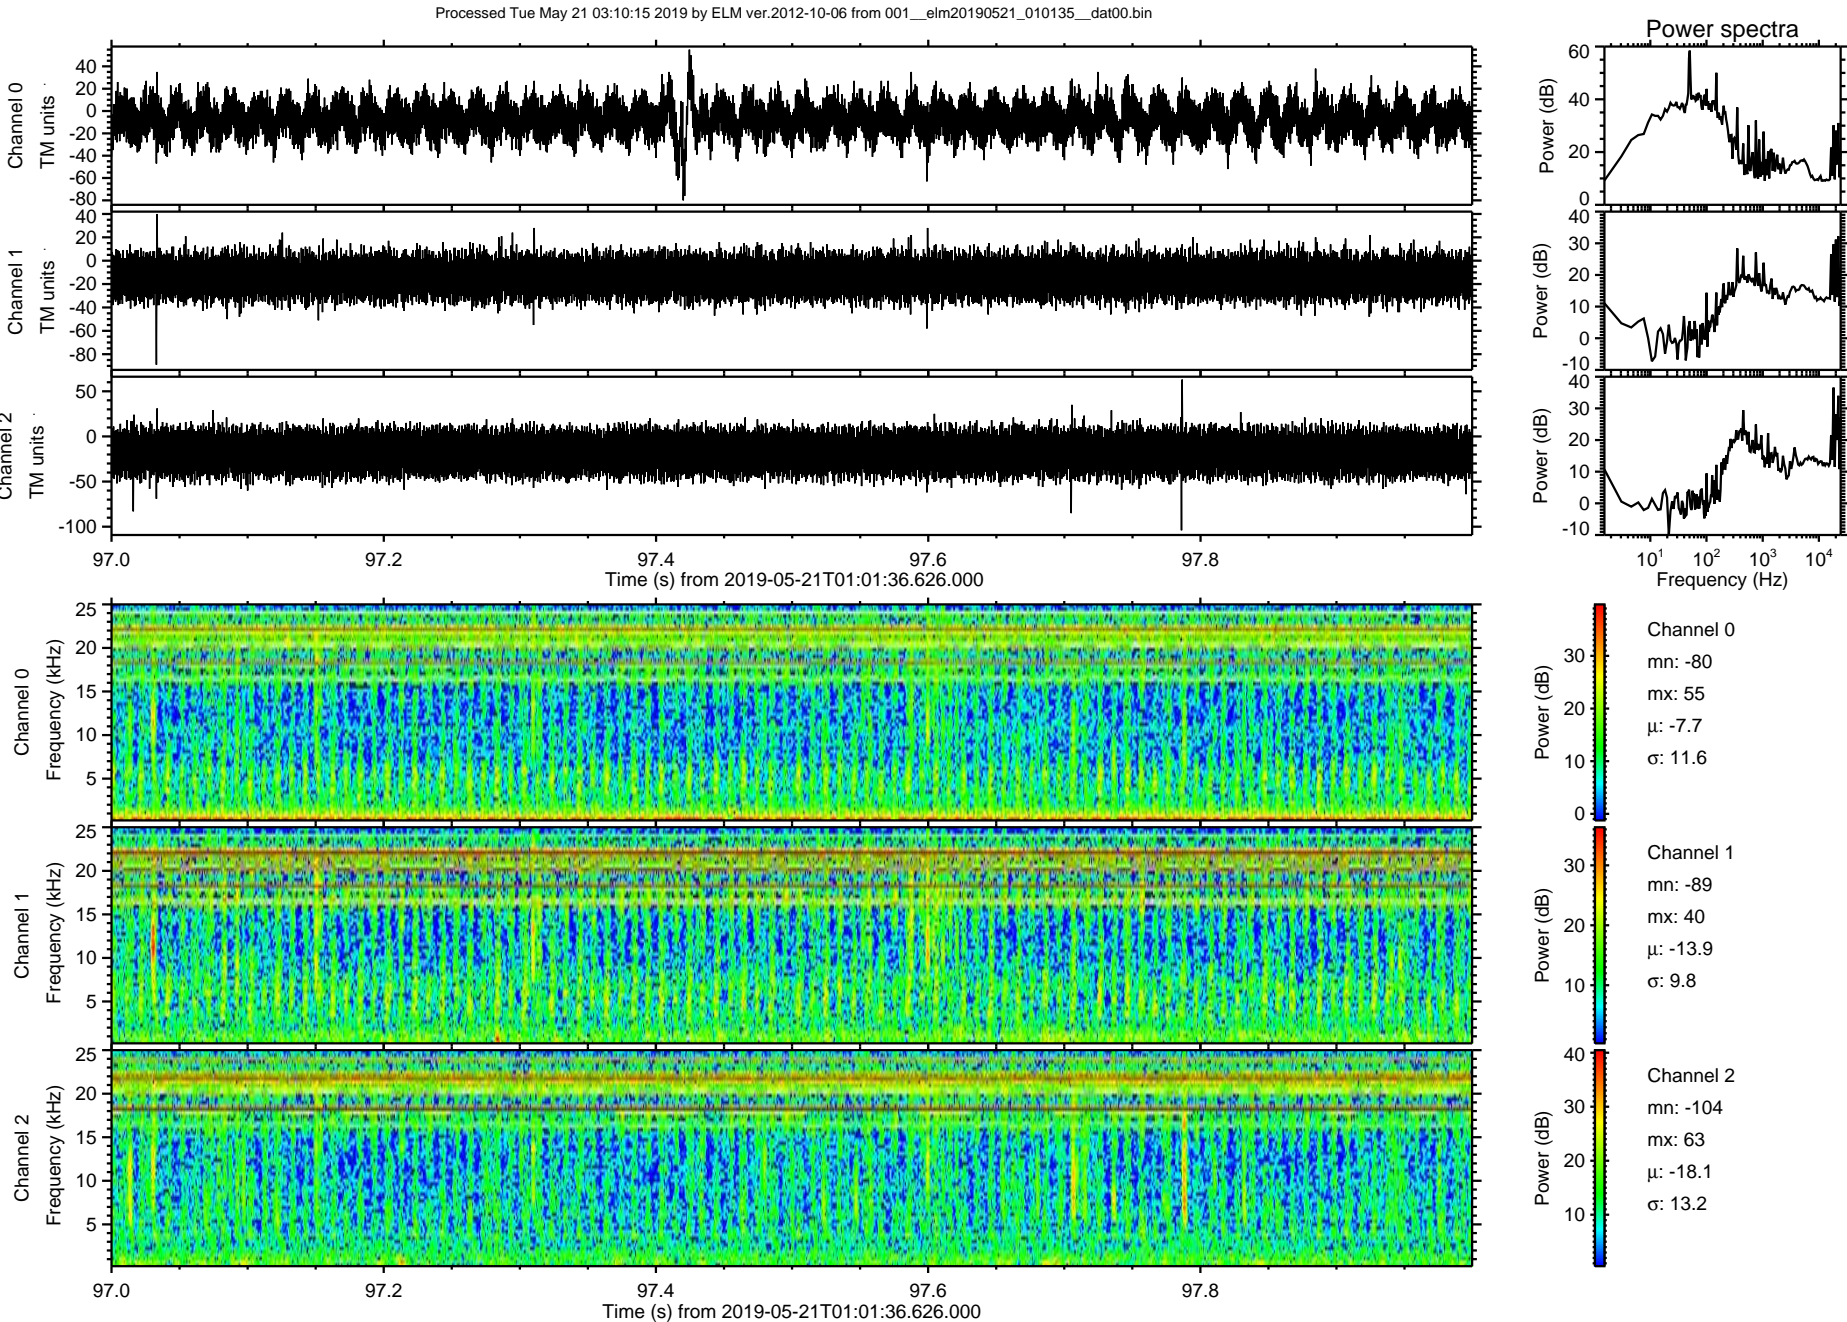 Processed Tue May 21 03:10:15 2019 by ELM ver.2012-10-06 from 001__elm20190521_010135__dat00.bin
Power spectra
Channel 0
TM units
40
20
0
-20
-40
-60
-80
Power (dB)
60
40
20
0
Channel 1
TM units
40
20
0
-20
-40
-60
-80
Power (dB)
40
30
20
10
0
-10
Channel 2
TM units
50
0
-50
-100
Power (dB)
40
30
20
10
0
-10
97.0 97.2 97.4 97.6 97.8
Time (s) from 2019-05-21T01:01:36.626.000
10^1 10^2 10^3 10^4
Frequency (Hz)
Channel 0
Frequency (kHz)
25
20
15
10
5
Power (dB)
30
20
10
0
Channel 0
mn: -80
mx: 55
μ: -7.7
σ: 11.6
Channel 1
Frequency (kHz)
25
20
15
10
5
Power (dB)
30
20
10
Channel 1
mn: -89
mx: 40
μ: -13.9
σ: 9.8
Channel 2
Frequency (kHz)
25
20
15
10
5
Power (dB)
40
30
20
10
Channel 2
mn: -104
mx: 63
μ: -18.1
σ: 13.2
97.0 97.2 97.4 97.6 97.8
Time (s) from 2019-05-21T01:01:36.626.000